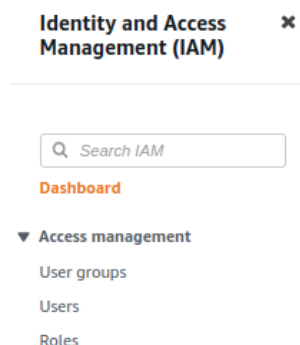 Identity and Access
Management (IAM)
Search IAM
Dashboard
Access management
User groups
Users
Roles